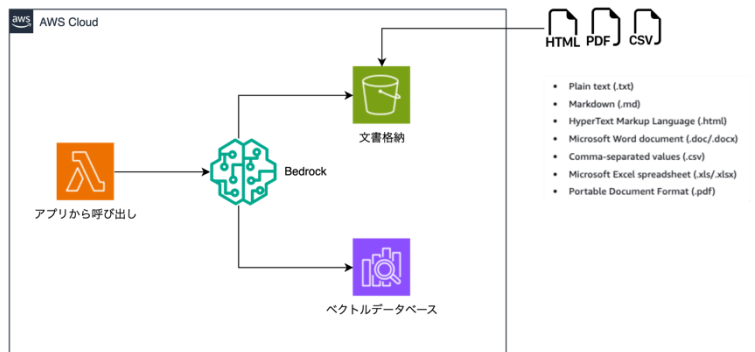 aws AWS Cloud
HTML PDF CSV
Plain text (.txt)
Markdown (.md)
HyperText Markup Language (.html)
Microsoft Word document (.doc/.docx)
Comma-separated values (.csv)
Microsoft Excel spreadsheet (.xls/.xlsx)
Portable Document Format (.pdf)
文書格納
Bedrock
アプリから呼び出し
ベクトルデータベース